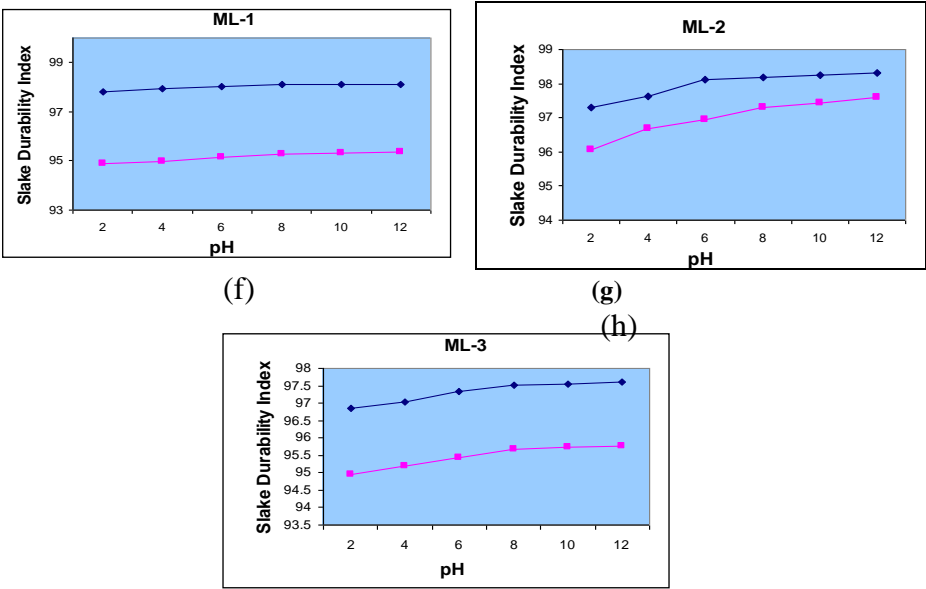 ML-1
Slake Durability Index
99
97
95
93
2 4 6 8 10 12
pH
(f)
ML-2
Slake Durability Index
99
98
97
96
95
94
2 4 6 8 10 12
pH
(g)
(h)
ML-3
Slake Durability Index
98
97.5
97
96.5
96
95.5
95
94.5
94
93.5
2 4 6 8 10 12
pH